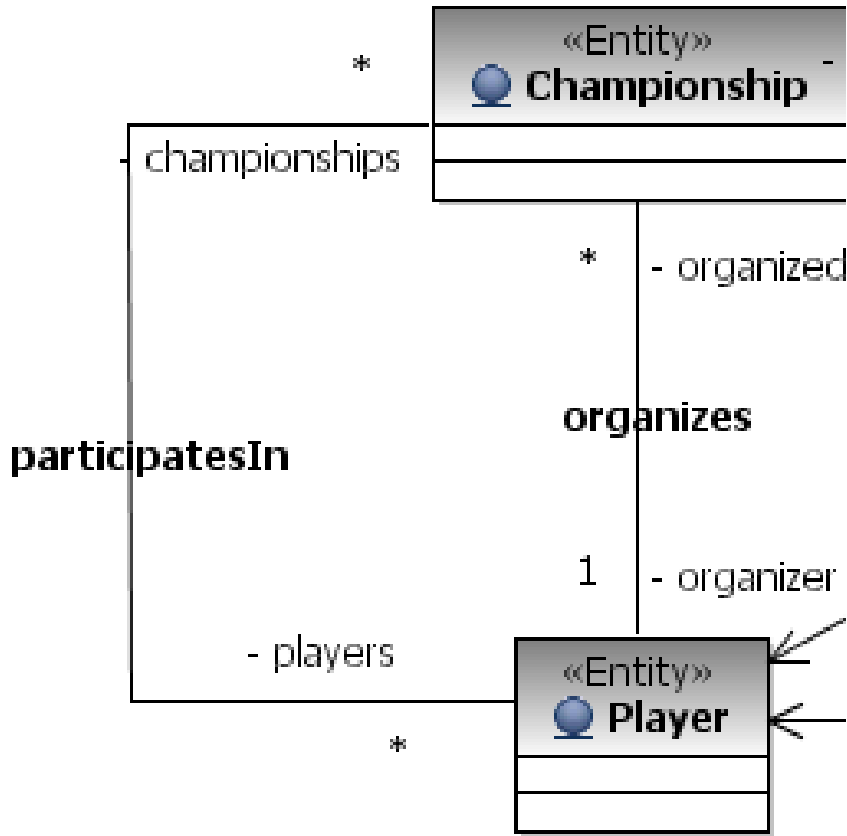 «Entity»
Championship
-
*
- championships
*
- organized
organizes
participatesIn
1
- organizer
- players
*
«Entity»
Player